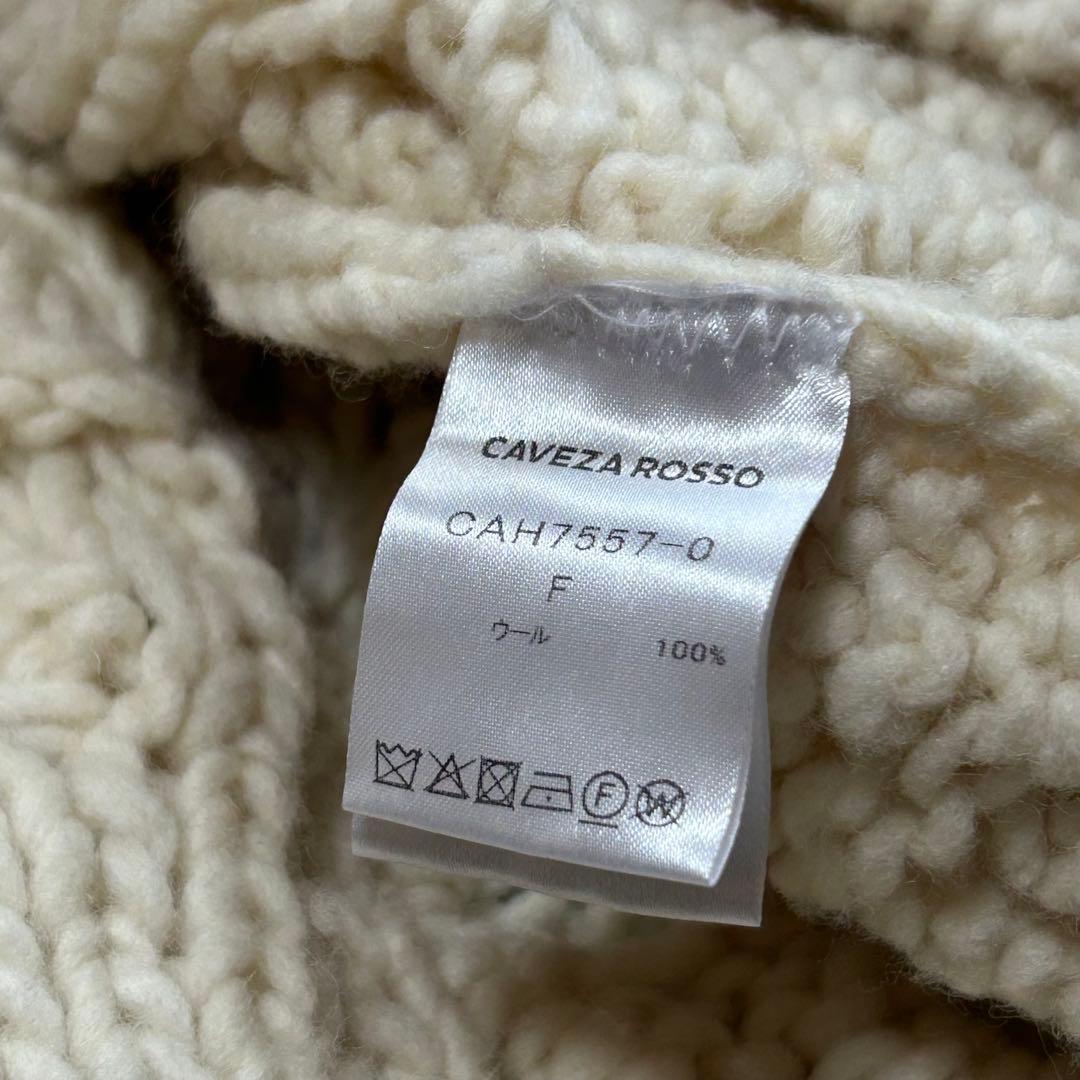 CAVEZA ROSSO
CAH7557-0
F
ウール 100%
F W